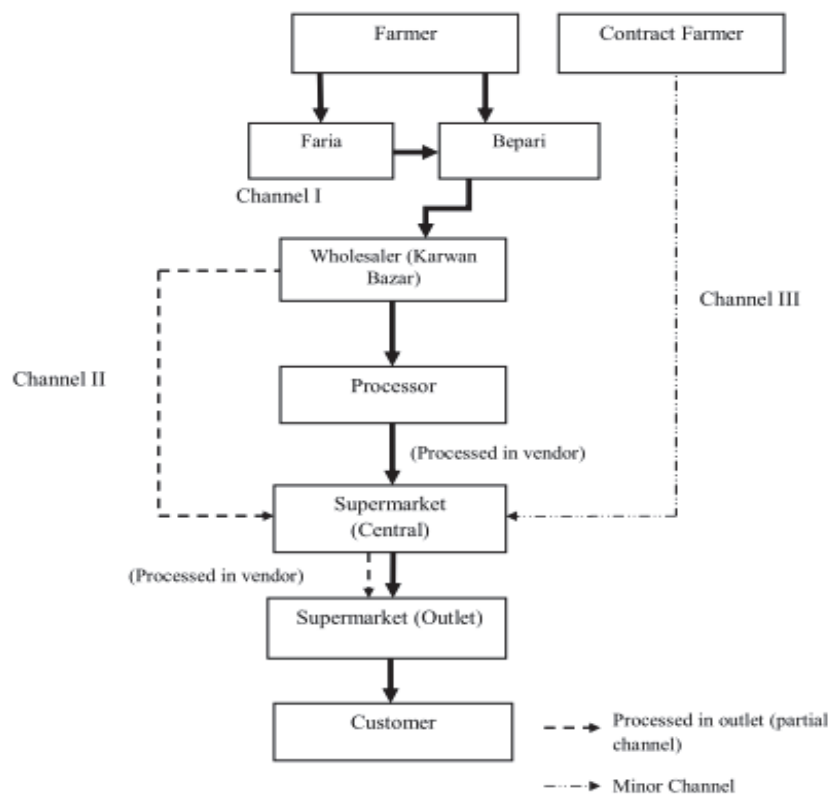 Farmer
Contract Farmer
Faria
Bepari
Channel I
Wholesaler (Karwan
Bazar)
Channel III
Channel II
Processor
(Processed in vendor)
Supermarket
(Central)
(Processed in vendor)
Supermarket (Outlet)
Customer
Processed in outlet (partial
channel)
Minor Channel